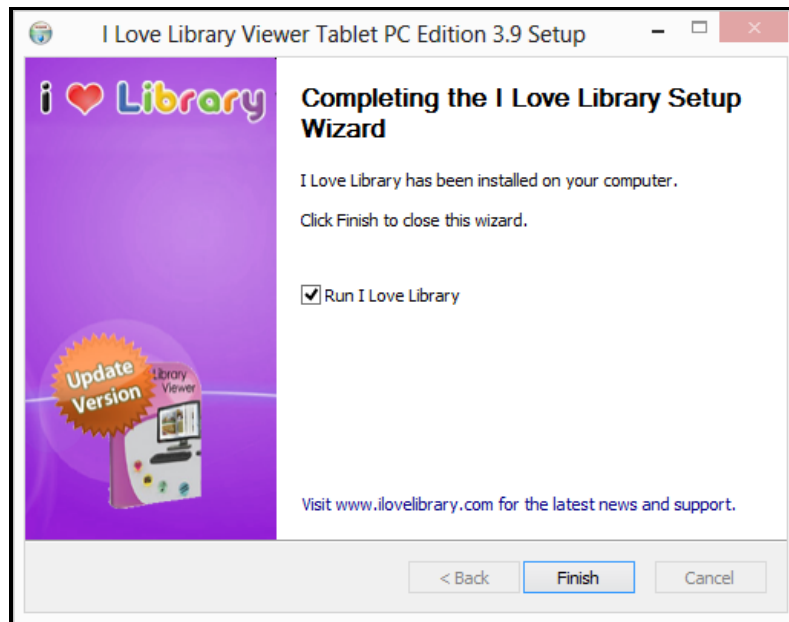 I Love Library Viewer Tablet PC Edition 3.9 Setup
i Library
Completing the I Love Library Setup
Wizard
I Love Library has been installed on your computer.
Click Finish to close this wizard.
Run I Love Library
Update
Version
Library
Viewer
Visit www.ilovelibrary.com for the latest news and support.
< Back
Finish
Cancel